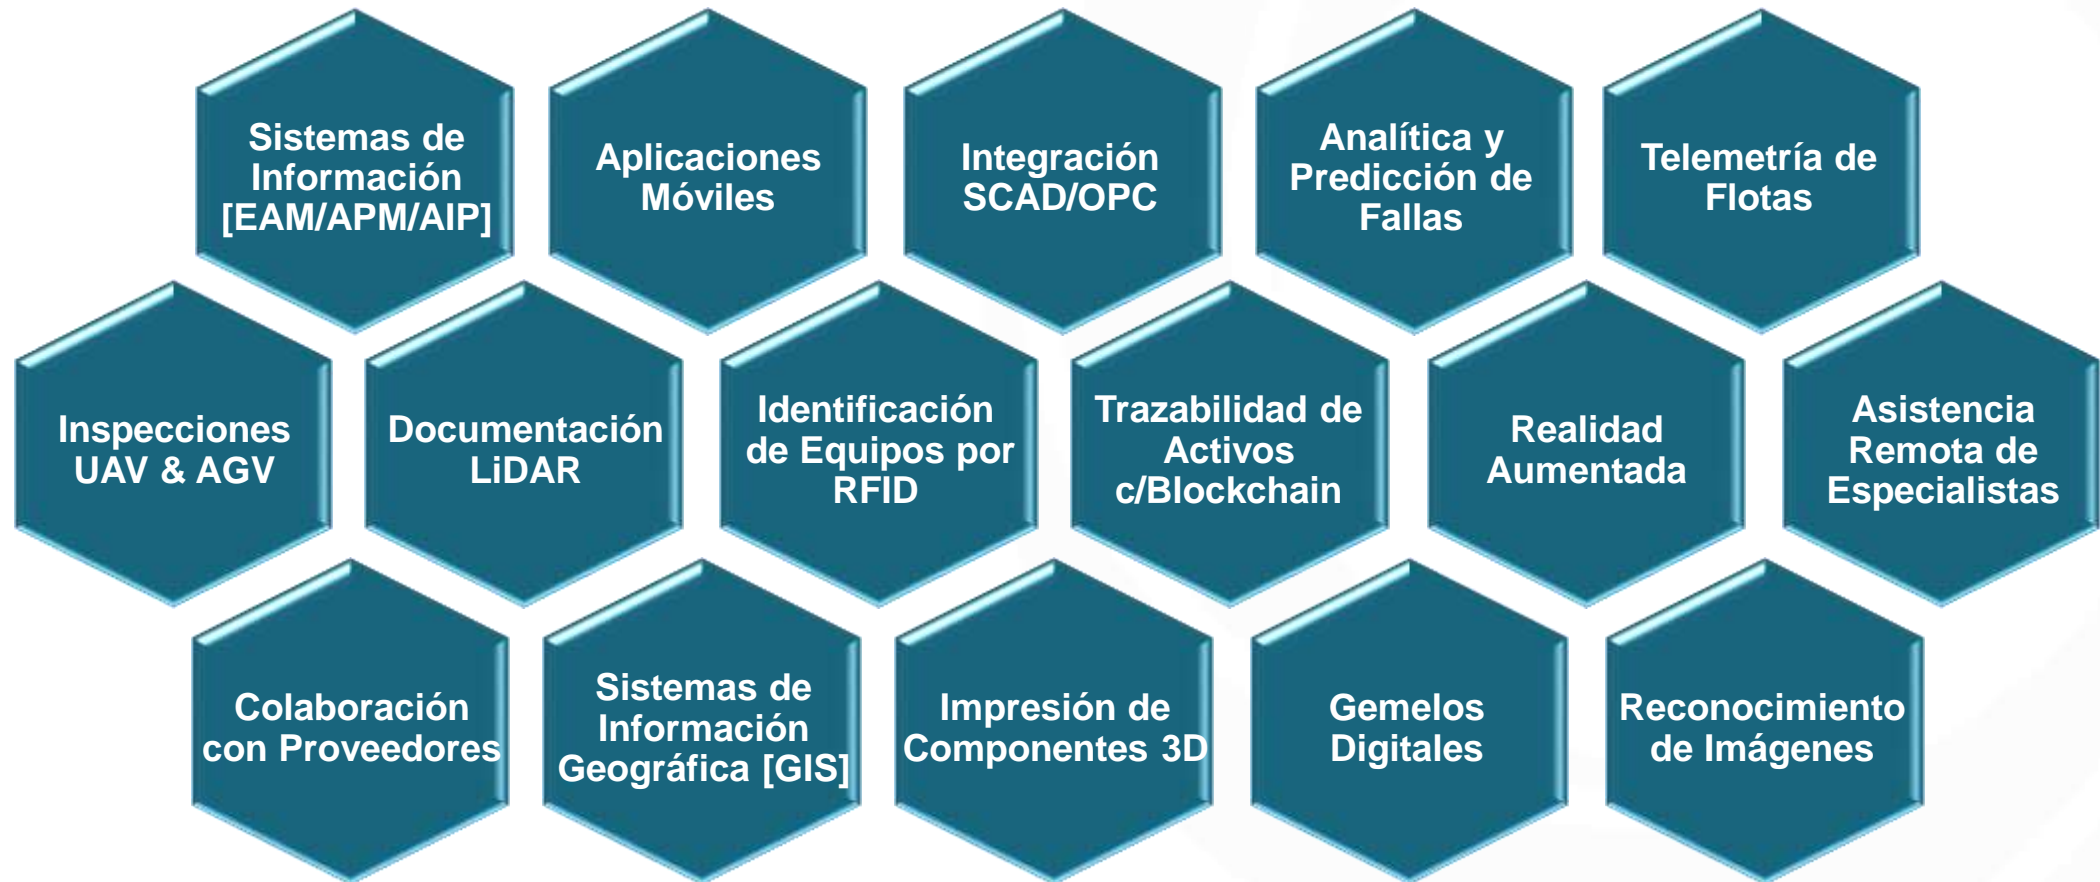 Sistemas de
Información
[EAM/APM/AIP]
Aplicaciones
Móviles
Integración
SCAD/OPC
Analítica y
Predicción de
Fallas
Telemetría de
Flotas
Inspecciones
UAV & AGV
Documentación
LiDAR
Identificación
de Equipos por
RFID
Trazabilidad de
Activos
c/Blockchain
Realidad
Aumentada
Asistencia
Remota de
Especialistas
Colaboración
con Proveedores
Sistemas de
Información
Geográfica [GIS]
Impresión de
Componentes 3D
Gemelos
Digitales
Reconocimiento
de Imágenes